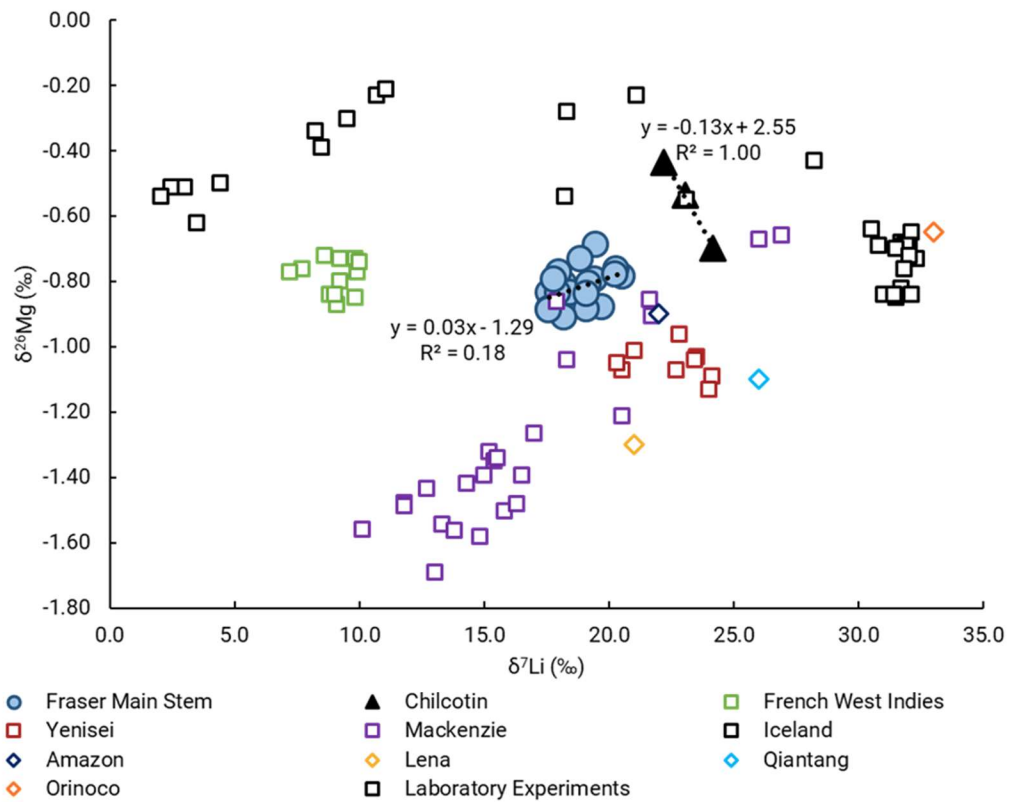 0.00
-0.20
-0.40
-0.60
-0.80
-1.00
-1.20
-1.40
-1.60
-1.80
δ²⁶Mg (‰)
y = -0.13x + 2.55
R² = 1.00
y = 0.03x - 1.29
R² = 0.18
0.0 5.0 10.0 15.0 20.0 25.0 30.0 35.0
δ⁷Li (‰)
Fraser Main Stem Chilcotin French West Indies
Yenisei Mackenzie Iceland
Amazon Lena Qiantang
Orinoco Laboratory Experiments